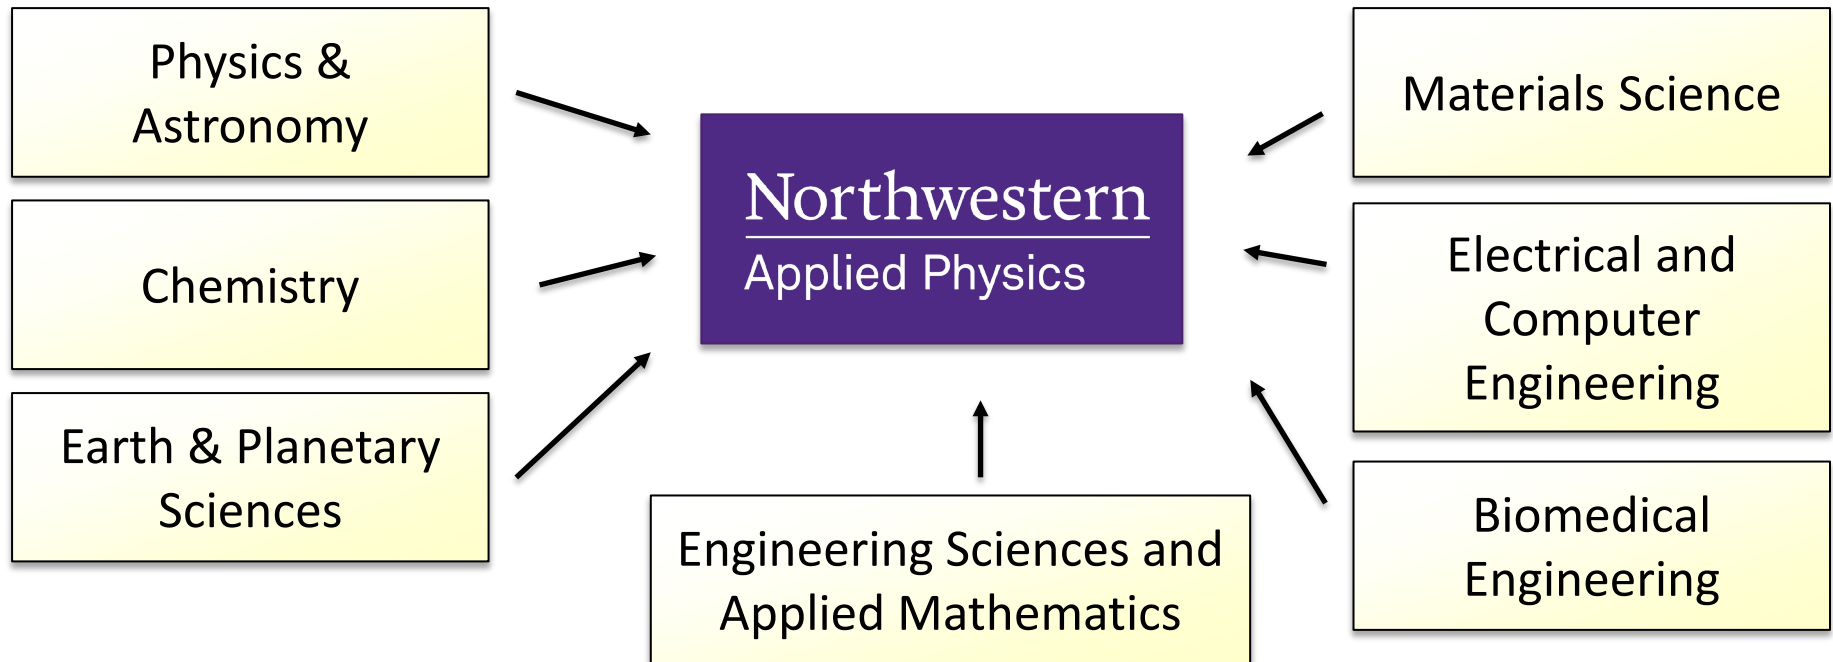 Physics &
Astronomy
Chemistry
Earth & Planetary
Sciences
Northwestern
Applied Physics
Engineering Sciences and
Applied Mathematics
Materials Science
Electrical and
Computer
Engineering
Biomedical
Engineering